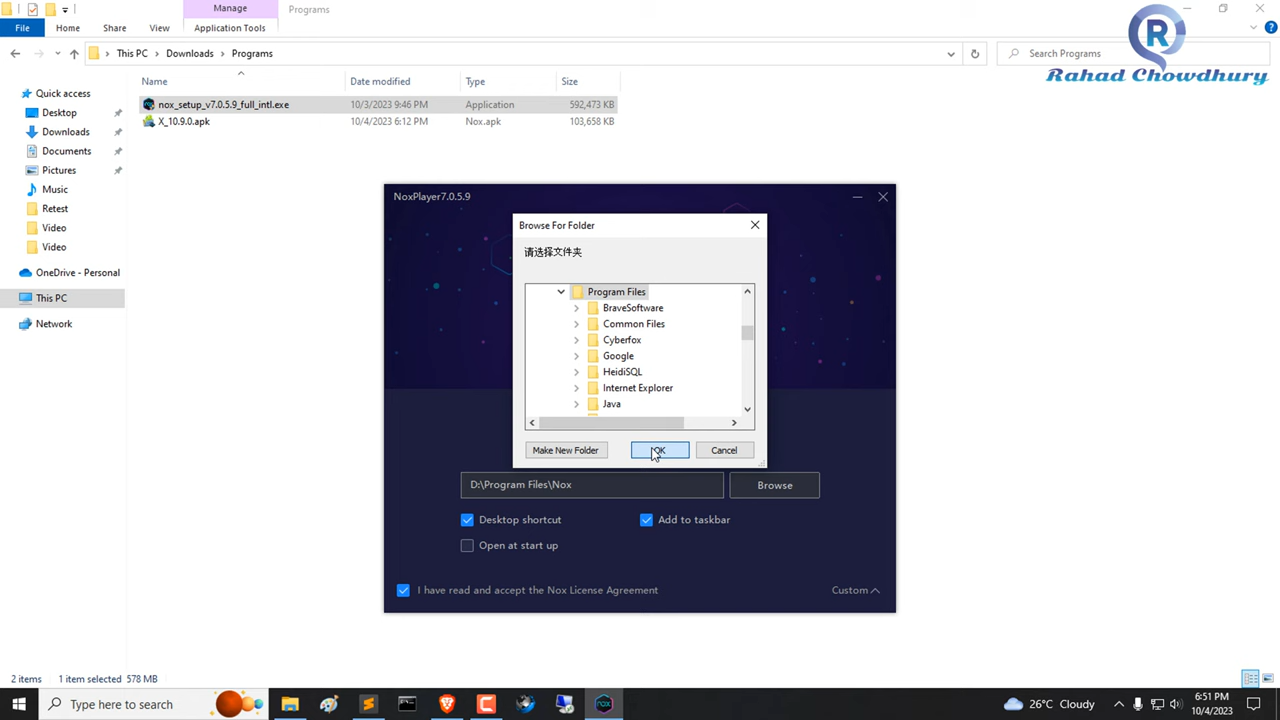 Manage
Programs
File
Home
Share
View
Application Tools
This PC
Downloads
Programs
Search Programs
R
Rahad Chowdhury
Name
Date modified
Type
Size
nox_setup_v7.0.5.9_full_intl.exe
10/3/2023 9:46 PM
Application
592,473 KB
X_10.9.0.apk
10/4/2023 6:12 PM
Nox.apk
103,658 KB
Quick access
Desktop
Downloads
Documents
Pictures
Music
Retest
Video
Video
OneDrive - Personal
This PC
Network
NoxPlayer7.0.5.9
Browse For Folder
请选择文件夹
Program Files
BraveSoftware
Common Files
Cyberfox
Google
HeidiSQL
Internet Explorer
Java
Make New Folder
OK
Cancel
D:\Program Files\Nox
Browse
Desktop shortcut
Add to taskbar
Open at start up
I have read and accept the Nox License Agreement
Custom
2 items
1 item selected 578 MB
Type here to search
nox
26°C Cloudy
6:51 PM
10/4/2023